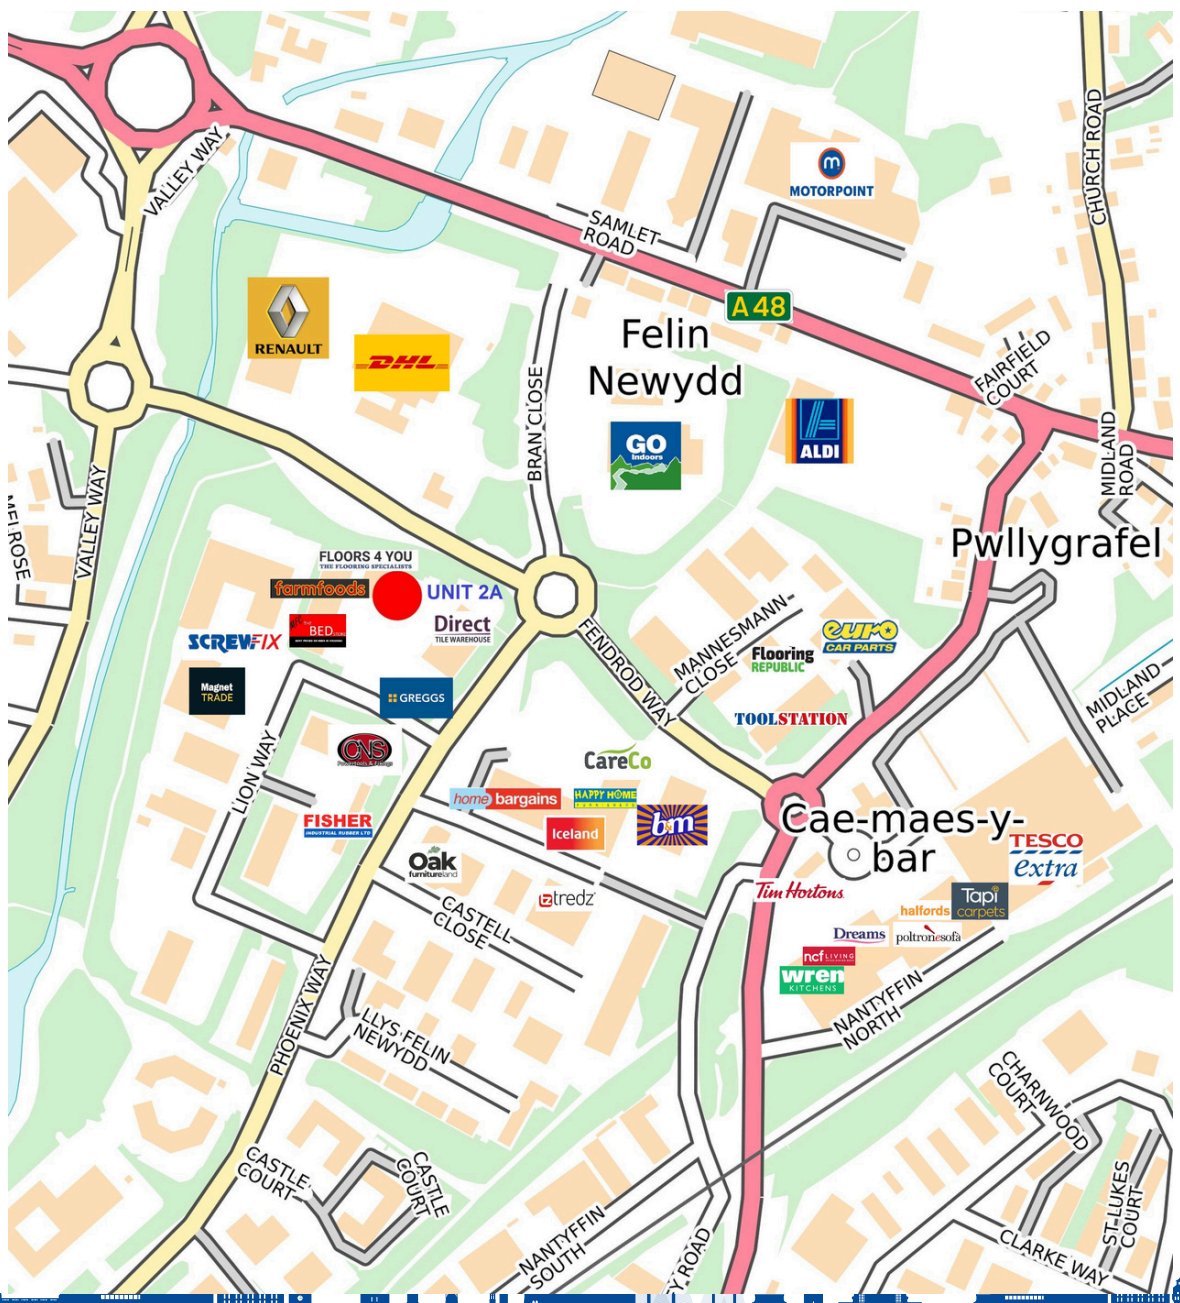 VALLEY WAY
CHURCH ROAD
m
MOTORPOINT
SAMLET
ROAD
A 48
RENAULT
DHL
Felin
Newydd
FAIRFIELD
COURT
BRAN CLOSE
GO
Indoors
ALDI
MIDLAND
ROAD
VALLEY WAY
MELROSE
Pwllygrafel
FLOORS 4 YOU
THE FLOORING SPECIALISTS
farmfoods
UNIT 2A
BED
Direct
TILE WAREHOUSE
SCREWFIX
Magnet
TRADE
GREGGS
FENDROD WAY
MANNESMANN
CLOSE
Flooring
REPUBLIC
euro
CAR PARTS
TOOLSTATION
MIDLAND
PLACE
CNS
LION WAY
CareCo
home bargains
HAPPY HOME
b&m
Iceland
FISHER
INDUSTRIAL RUBBER LTD
Cae-maes-y-
bar
TESCO
extra
Oak
furnitureland
tz tredz
Tim Hortons
Tapi
carpets
halfords
CASTELL
CLOSE
Dreams
poltronesofà
ncf LIVING
wren
KITCHENS
PHOENIX WAY
NANTYFFIN
NORTH
LLYS FELIN
NEWYDD
CHARNWOOD
COURT
CASTLE
COURT
CASTLE
COURT
ST LUKES
COURT
NANTYFFIN
SOUTH
Y ROAD
CLARKE WAY